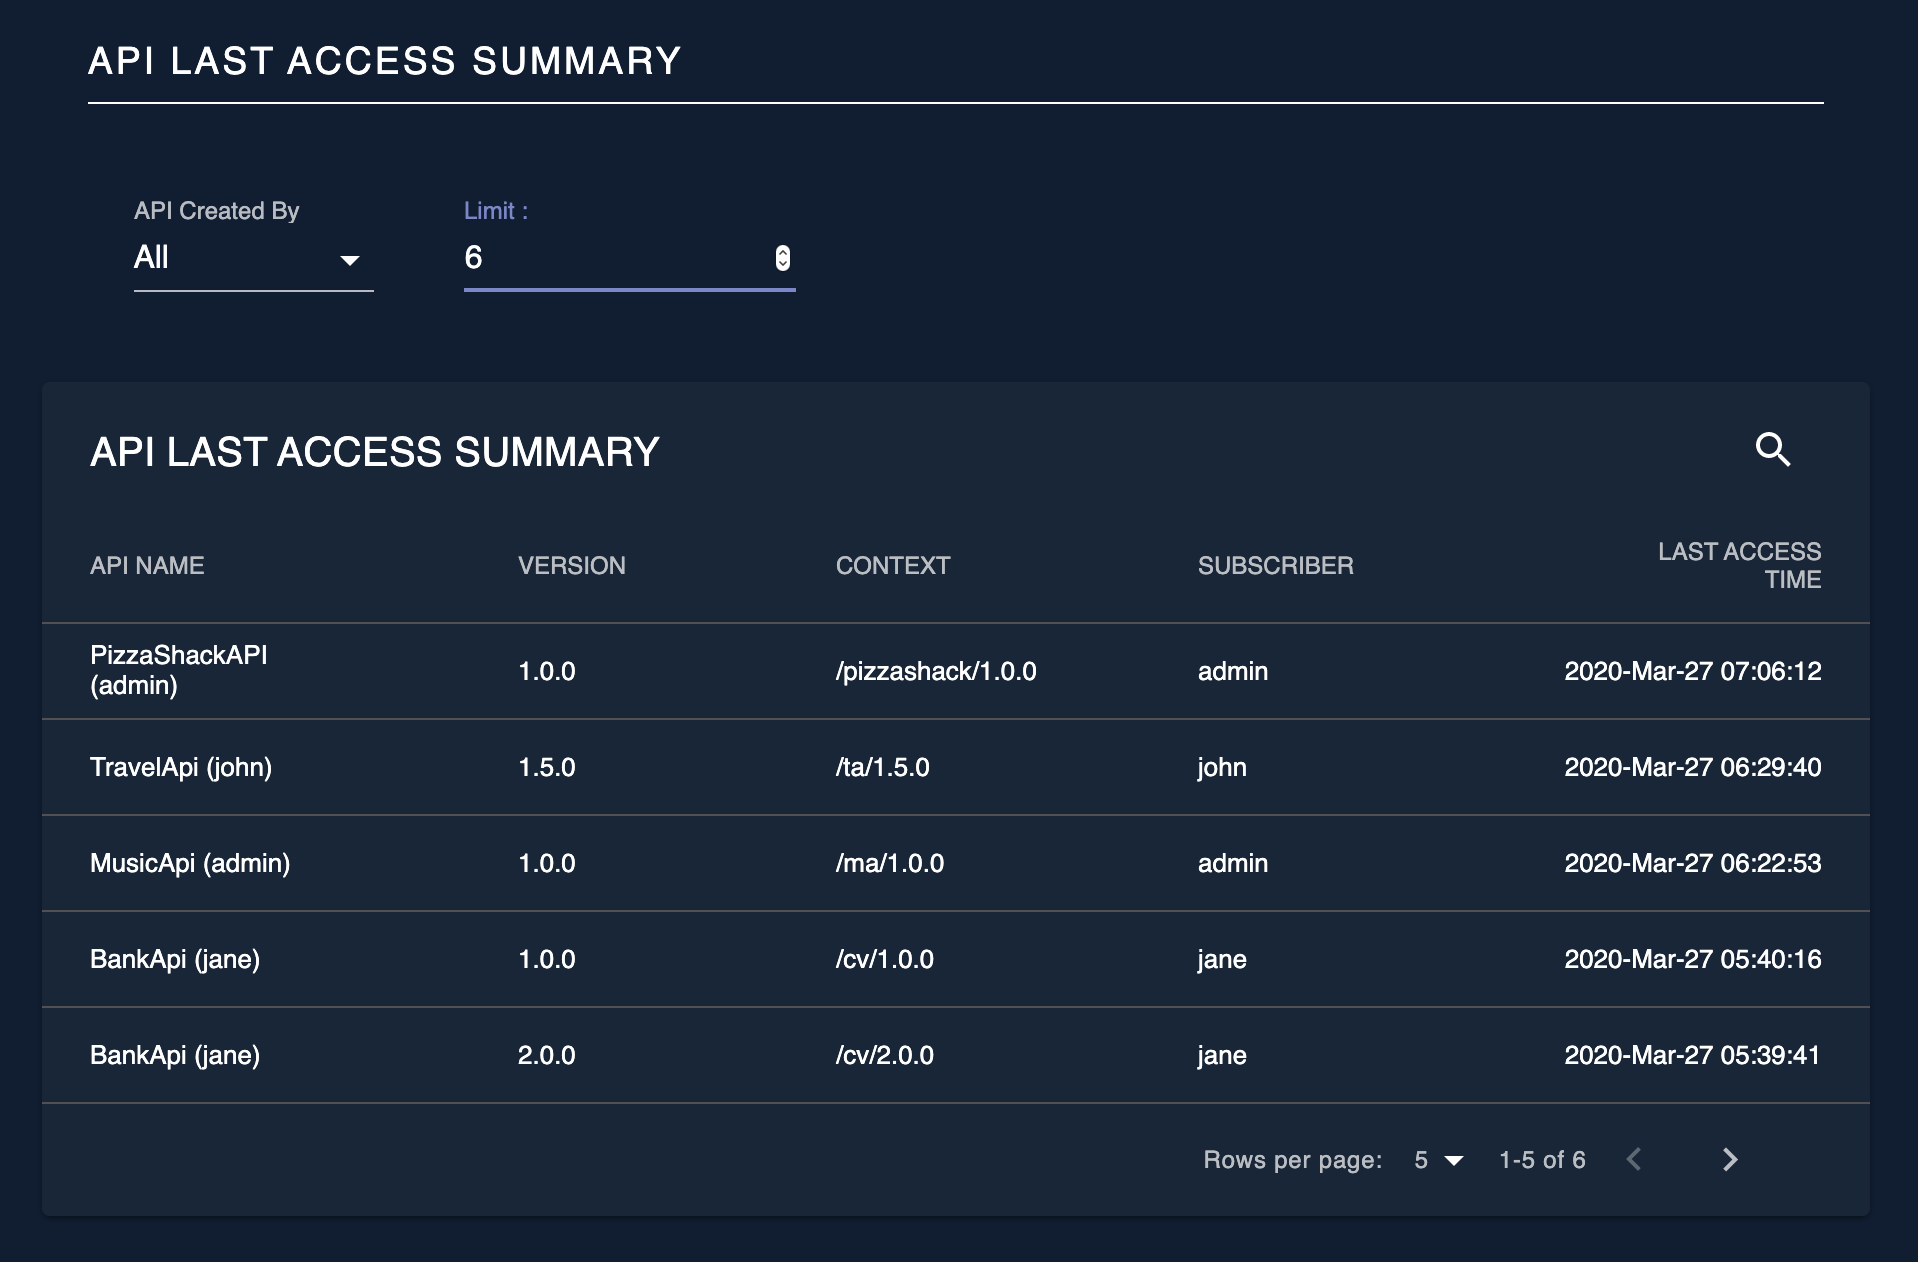 API LAST ACCESS SUMMARY
API Created By
Limit :
All
6
API LAST ACCESS SUMMARY
API NAME VERSION CONTEXT SUBSCRIBER LAST ACCESS TIME
PizzaShackAPI (admin) 1.0.0 /pizzashack/1.0.0 admin 2020-Mar-27 07:06:12
TravelApi (john) 1.5.0 /ta/1.5.0 john 2020-Mar-27 06:29:40
MusicApi (admin) 1.0.0 /ma/1.0.0 admin 2020-Mar-27 06:22:53
BankApi (jane) 1.0.0 /cv/1.0.0 jane 2020-Mar-27 05:40:16
BankApi (jane) 2.0.0 /cv/2.0.0 jane 2020-Mar-27 05:39:41
Rows per page: 5 1-5 of 6